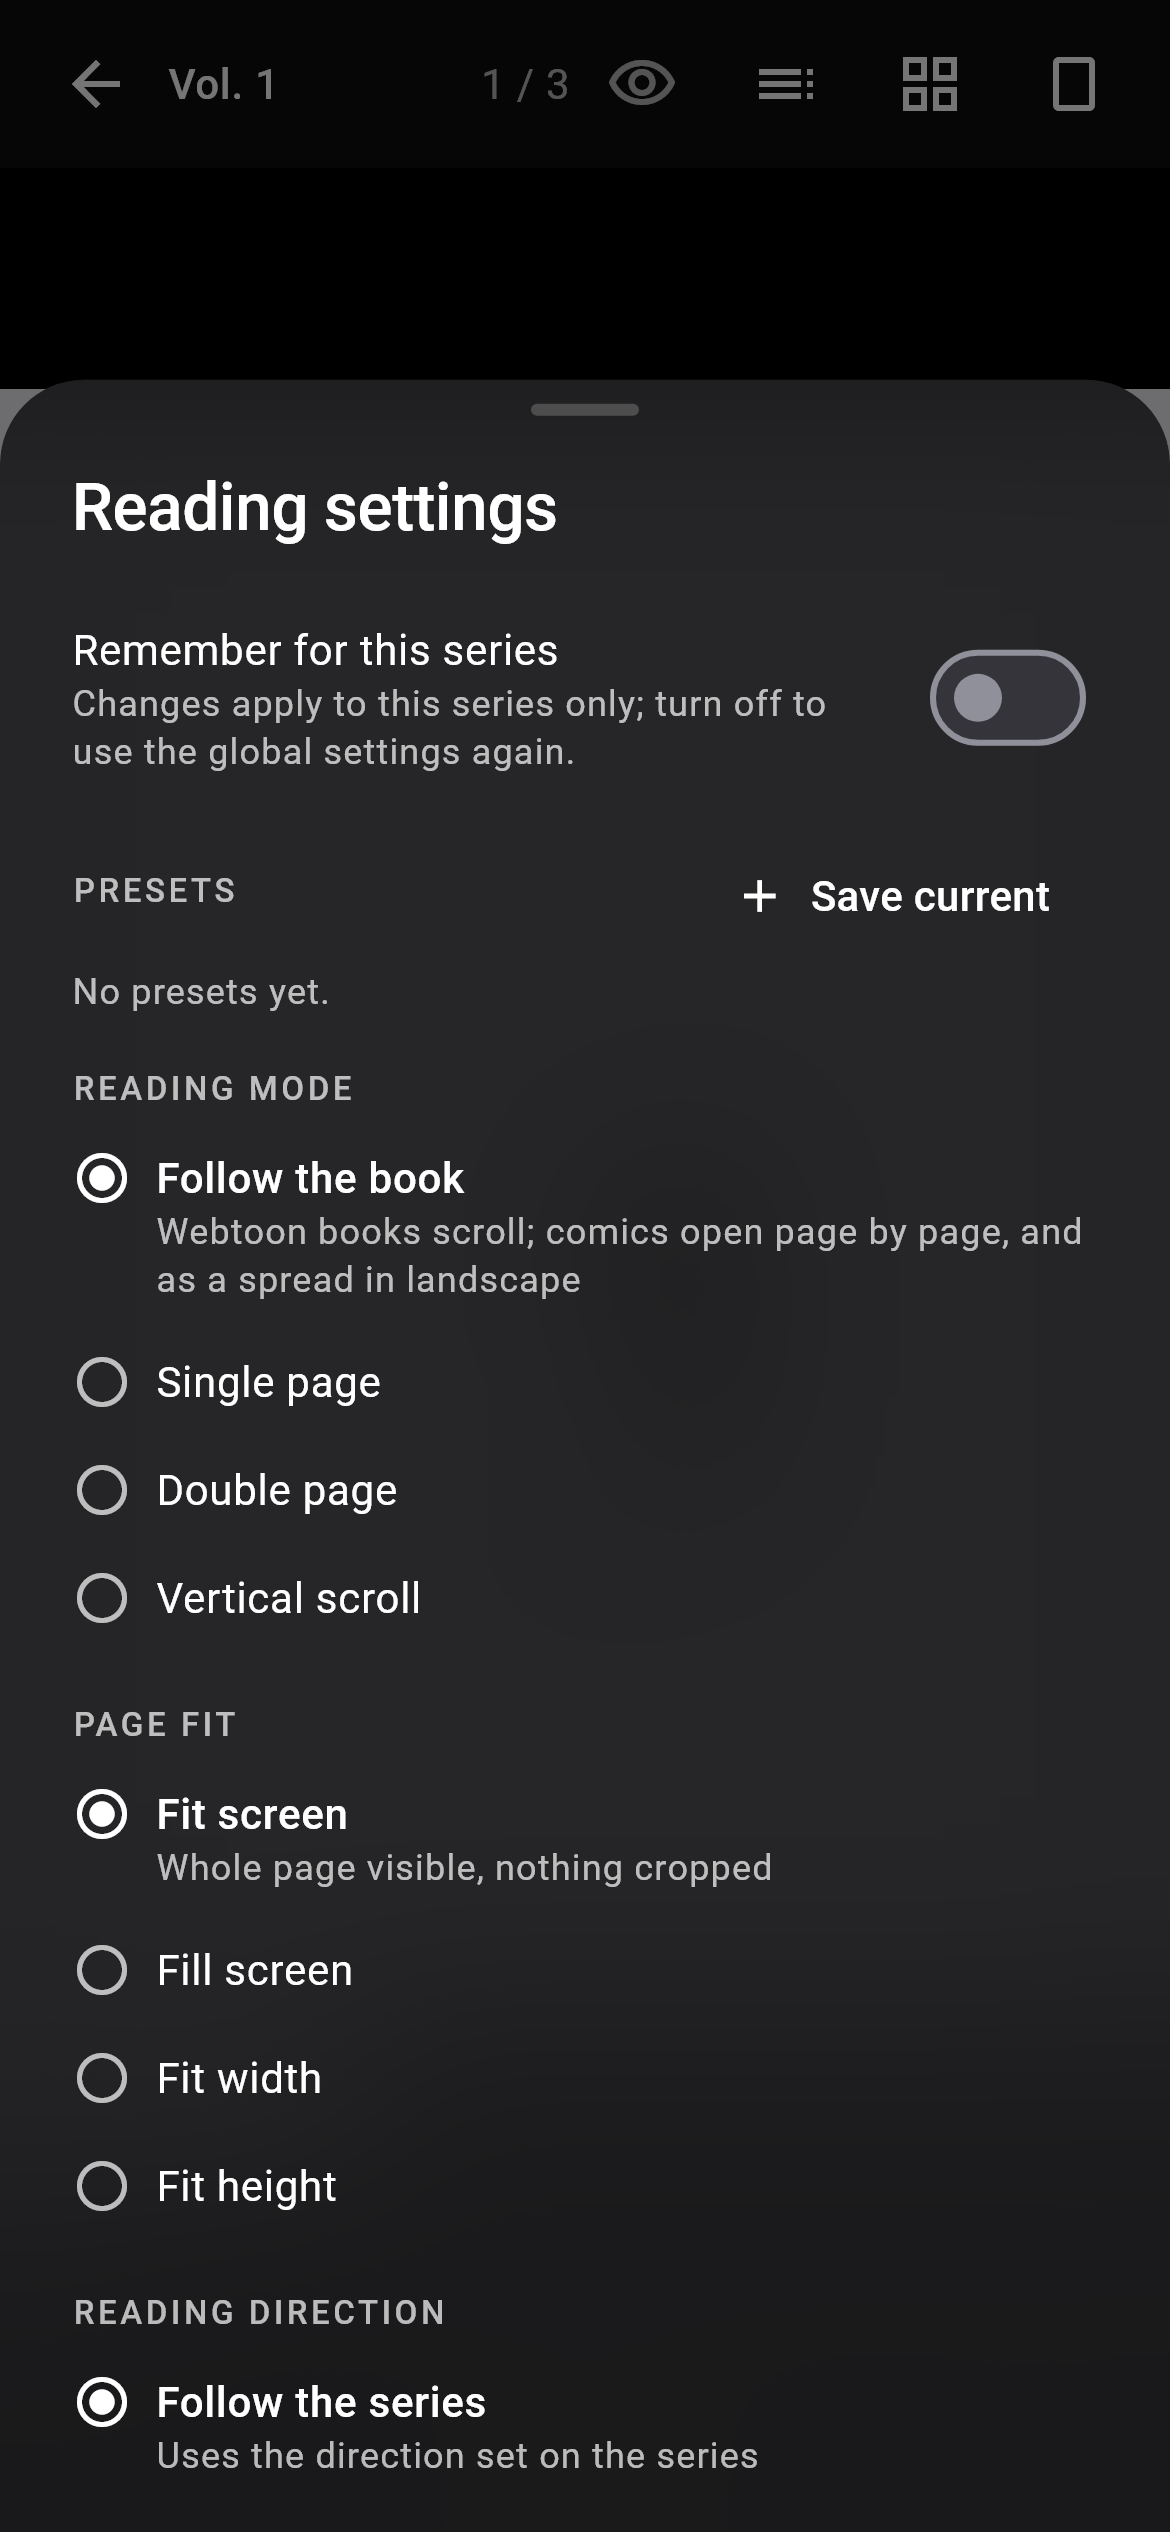 Vol. 1
1 / 3
Reading settings
Remember for this series
Changes apply to this series only; turn off to
use the global settings again.
PRESETS
Save current
No presets yet.
READING MODE
Follow the book
Webtoon books scroll; comics open page by page, and
as a spread in landscape
Single page
Double page
Vertical scroll
PAGE FIT
Fit screen
Whole page visible, nothing cropped
Fill screen
Fit width
Fit height
READING DIRECTION
Follow the series
Uses the direction set on the series